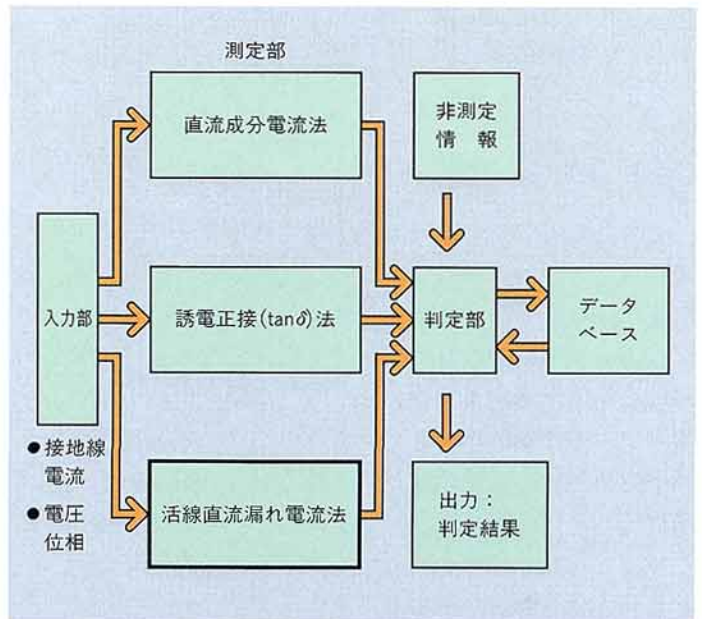 測定部
直流成分電流法
非測定
情 報
入力部
誘電正接(tanδ)法
判定部
データ
ベース
●接地線
電流
●電圧
位相
活線直流漏れ電流法
出力：
判定結果